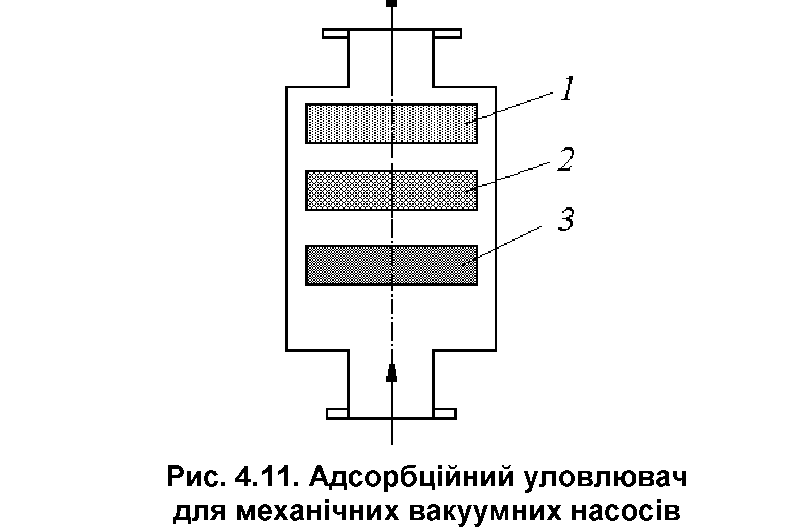 1
2
3
Рис. 4.11. Адсорбційний уловлювач
для механічних вакуумних насосів